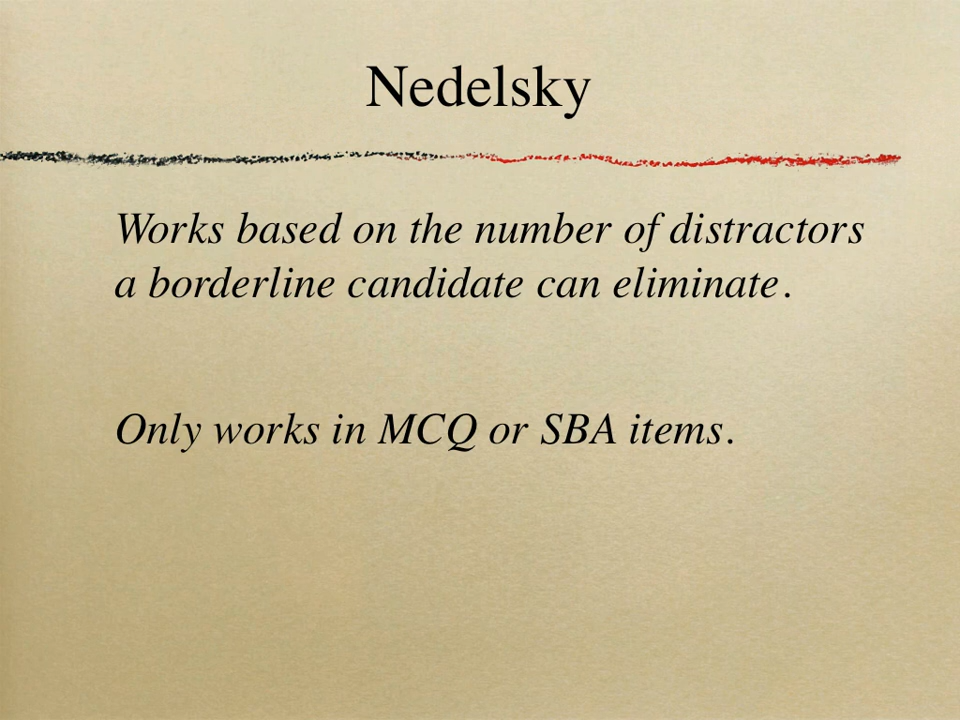 Nedelsky
Works based on the number of distractors
a borderline candidate can eliminate.
Only works in MCQ or SBA items.